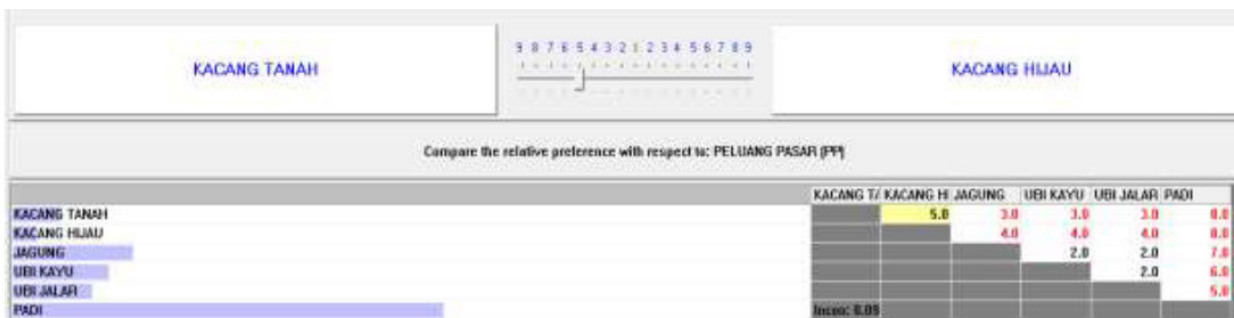 9 8 7 6 5 4 3 2 1 2 3 4 5 6 7 8 9
KACANG TANAH KACANG HIJAU
Compare the relative preference with respect to: PELUANG PASAR (PP)
KACANG T/ KACANG H JAGUNG UBI KAYU UBI JALAR PADI
KACANG TANAH 5.0 3.0 3.0 3.0 8.0
KACANG HIJAU 4.0 4.0 4.0 8.0
JAGUNG 2.0 2.0 7.0
UBI KAYU 2.0 6.0
UBI JALAR 5.0
PADI Incon: